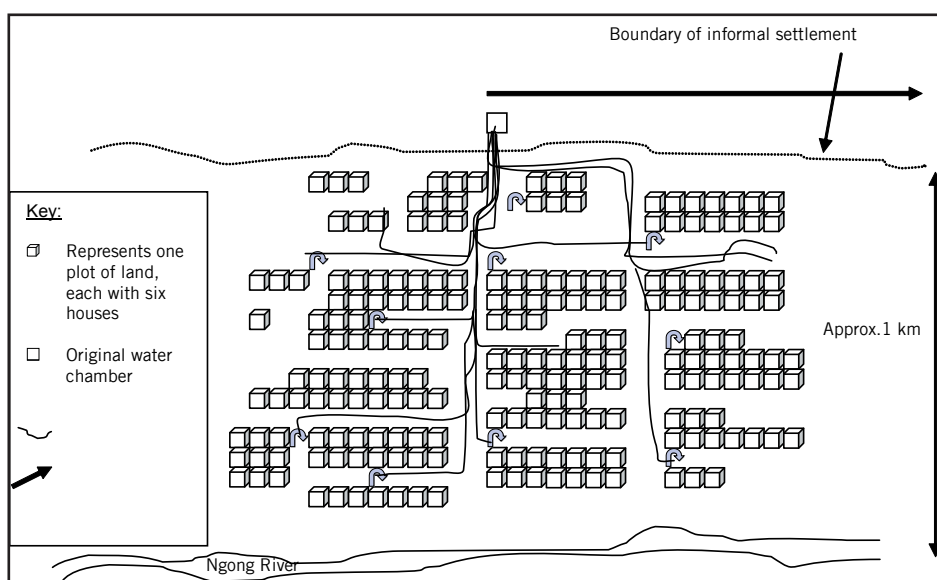 Boundary of informal settlement
Key:
Represents one
plot of land,
each with six
houses
Original water
chamber
Approx.1 km
Ngong River